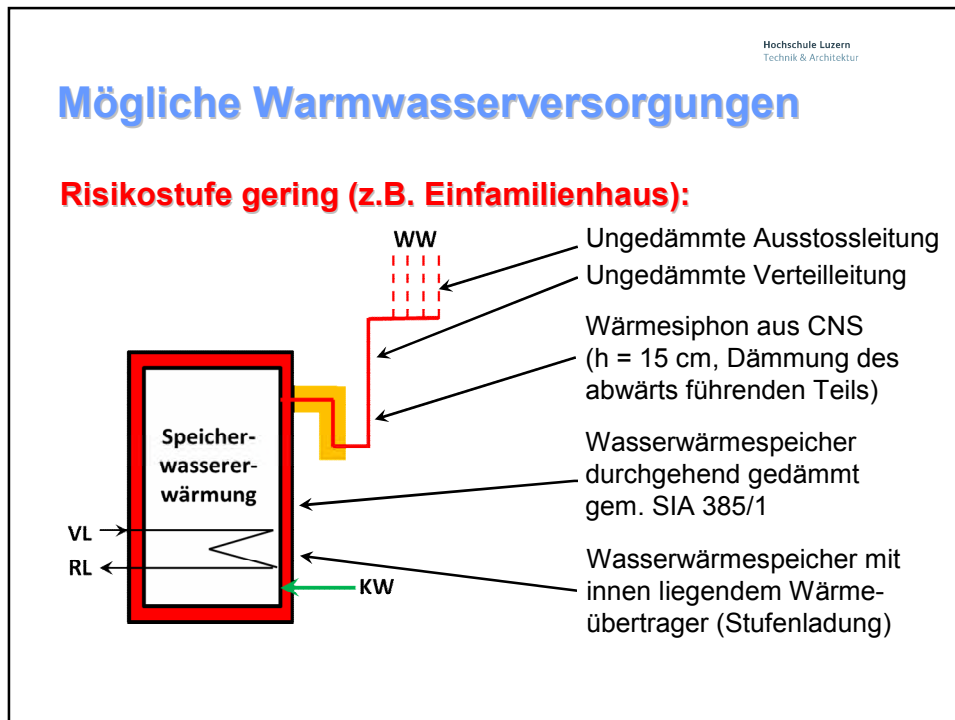 Hochschule Luzern
Technik & Architektur
Mögliche Warmwasserversorgungen
Risikostufe gering (z.B. Einfamilienhaus):
WW
Ungedämmte Ausstossleitung
Ungedämmte Verteilleitung
Wärmesiphon aus CNS
(h = 15 cm, Dämmung des
abwärts führenden Teils)
Speicher-
wasserer-
wärmung
Wasserwärmespeicher
durchgehend gedämmt
gem. SIA 385/1
VL
RL
KW
Wasserwärmespeicher mit
innen liegendem Wärme-
übertrager (Stufenladung)